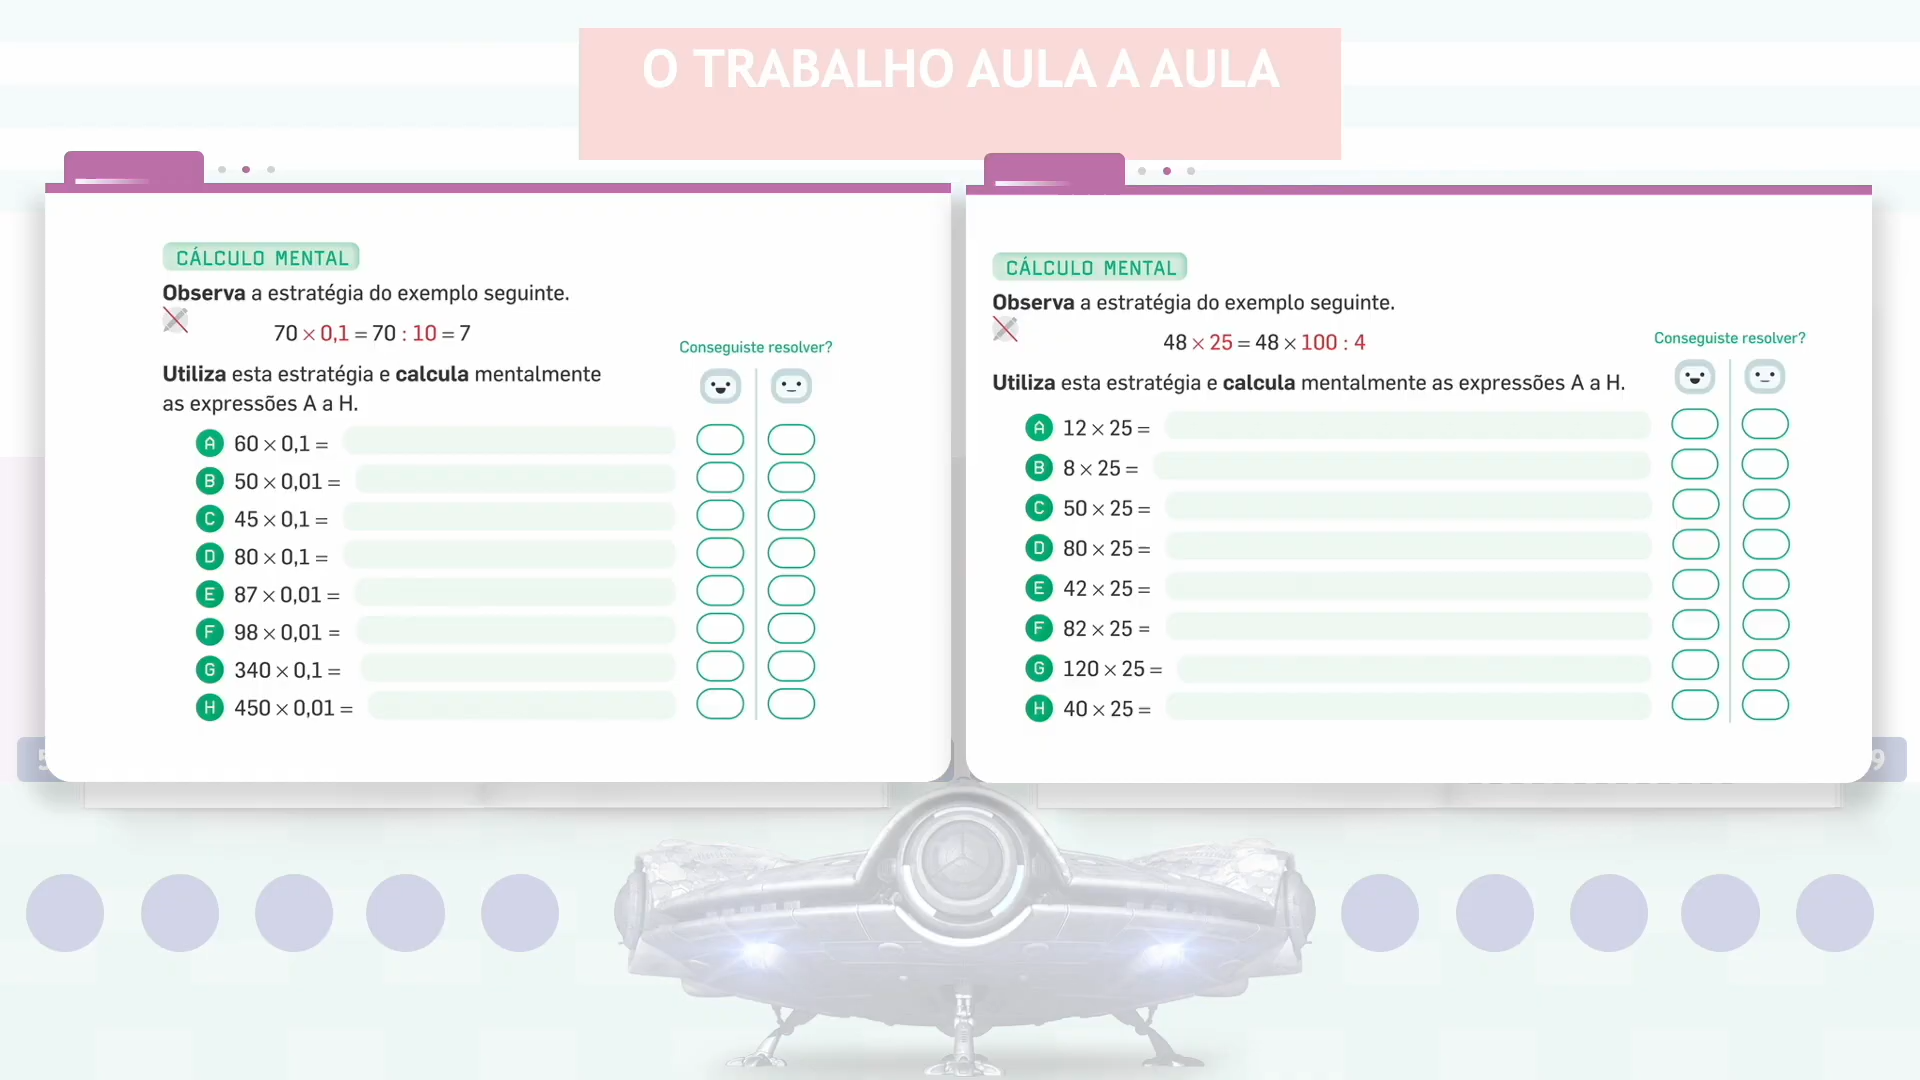 O TRABALHO AULA A AULA
CÁLCULO MENTAL
Observa a estratégia do exemplo seguinte.
70 × 0,1 = 70 : 10 = 7
Conseguiste resolver?
Utiliza esta estratégia e calcula mentalmente
as expressões A a H.
A 60 × 0,1 =
B 50 × 0,01 =
C 45 × 0,1 =
D 80 × 0,1 =
E 87 × 0,01 =
F 98 × 0,01 =
G 340 × 0,1 =
H 450 × 0,01 =
CÁLCULO MENTAL
Observa a estratégia do exemplo seguinte.
48 × 25 = 48 × 100 : 4
Conseguiste resolver?
Utiliza esta estratégia e calcula mentalmente as expressões A a H.
A 12 × 25 =
B 8 × 25 =
C 50 × 25 =
D 80 × 25 =
E 42 × 25 =
F 82 × 25 =
G 120 × 25 =
H 40 × 25 =
9